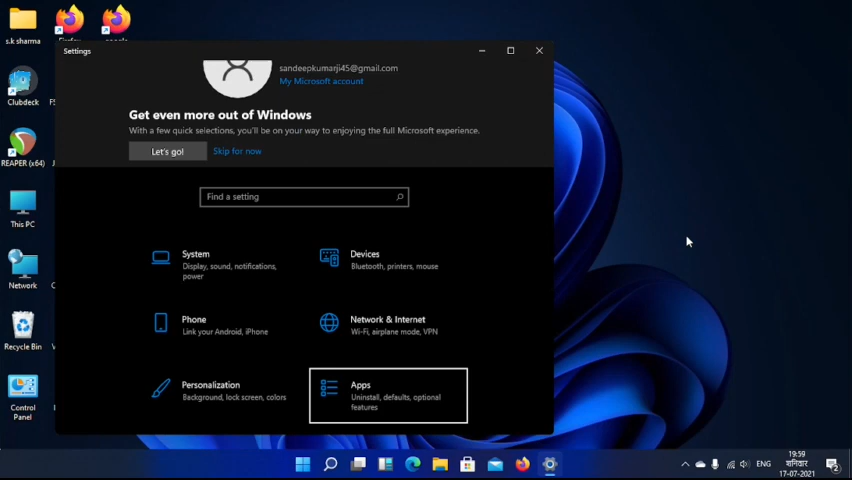 s.k sharma
Firefox
google
Settings
sandeepkumarji45@gmail.com
My Microsoft account
Get even more out of Windows
With a few quick selections, you'll be on your way to enjoying the full Microsoft experience.
Let's go!
Skip for now
Find a setting
System
Display, sound, notifications,
power
Devices
Bluetooth, printers, mouse
Phone
Link your Android, iPhone
Network & Internet
Wi-Fi, airplane mode, VPN
Personalization
Background, lock screen, colors
Apps
Uninstall, defaults, optional
features
Clubdeck
REAPER (x64)
This PC
Network
Recycle Bin
Control
Panel
ENG
19:59
शनिवार
17-07-2021
2